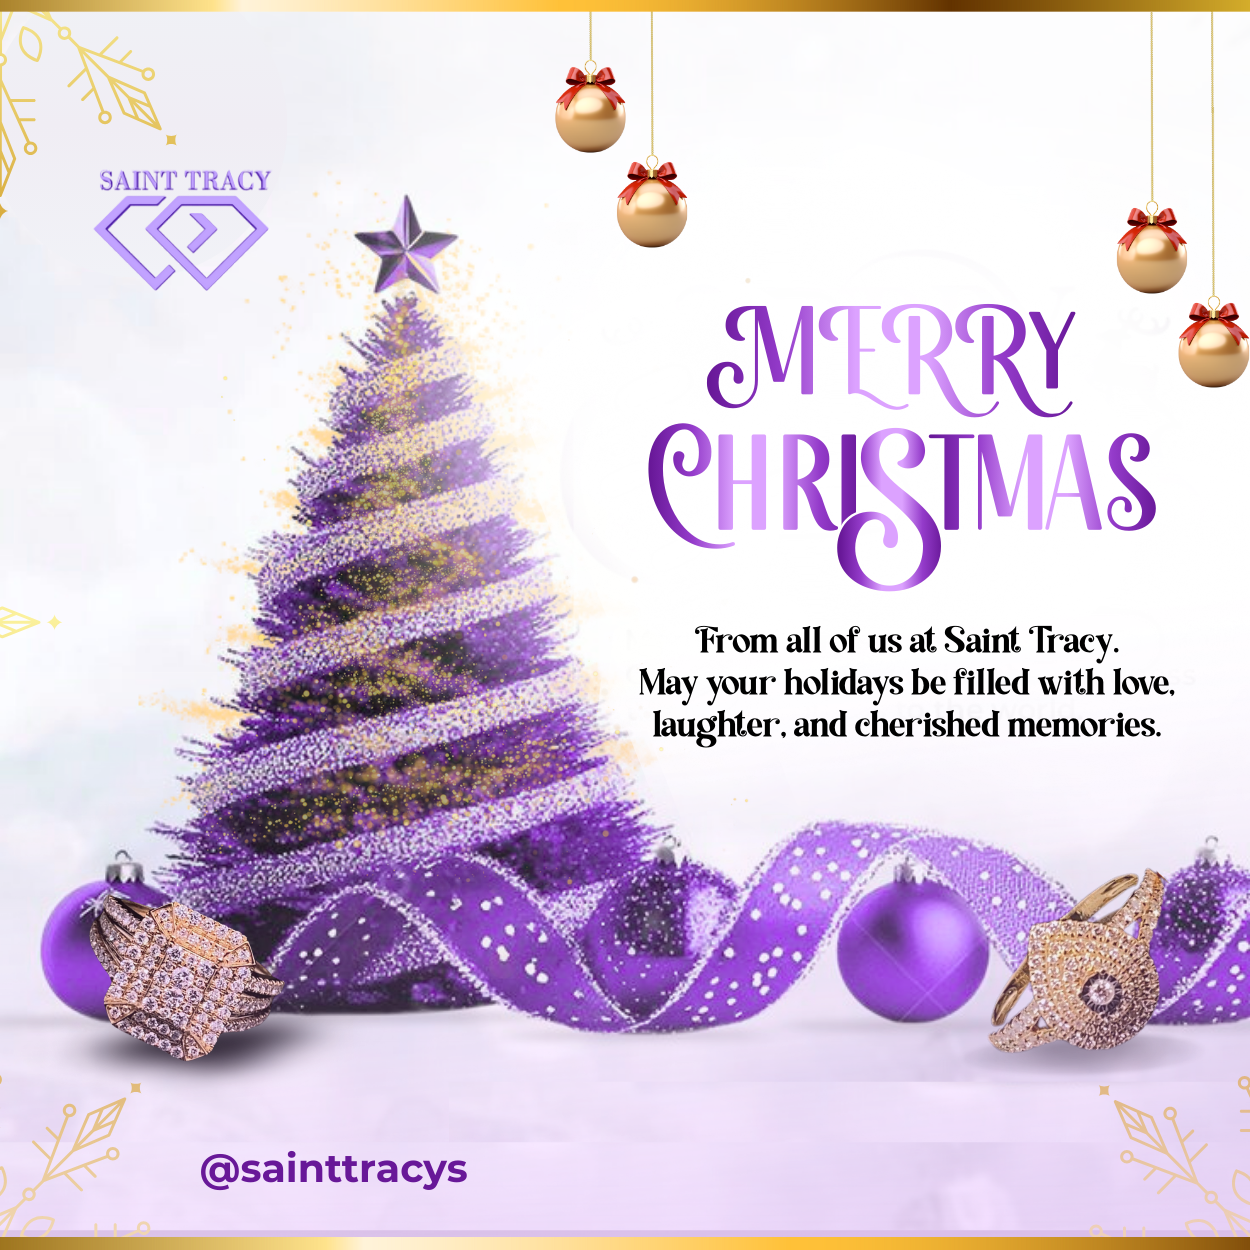 SAINT TRACY
MERRY
CHRISTMAS
From all of us at Saint Tracy.
May your holidays be filled with love,
laughter, and cherished memories.
@sainttracys